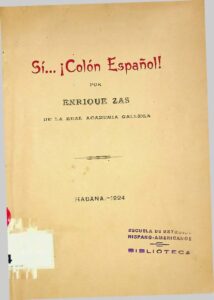 Sí... ¡Colón Español!
POR
ENRIQUE ZAS
DE LA REAL ACADEMIA GALLEGA
HABANA.-1924
ESCUELA DE ESTUDIOS
HISPANO-AMERICANOS
BIBLIOTECA